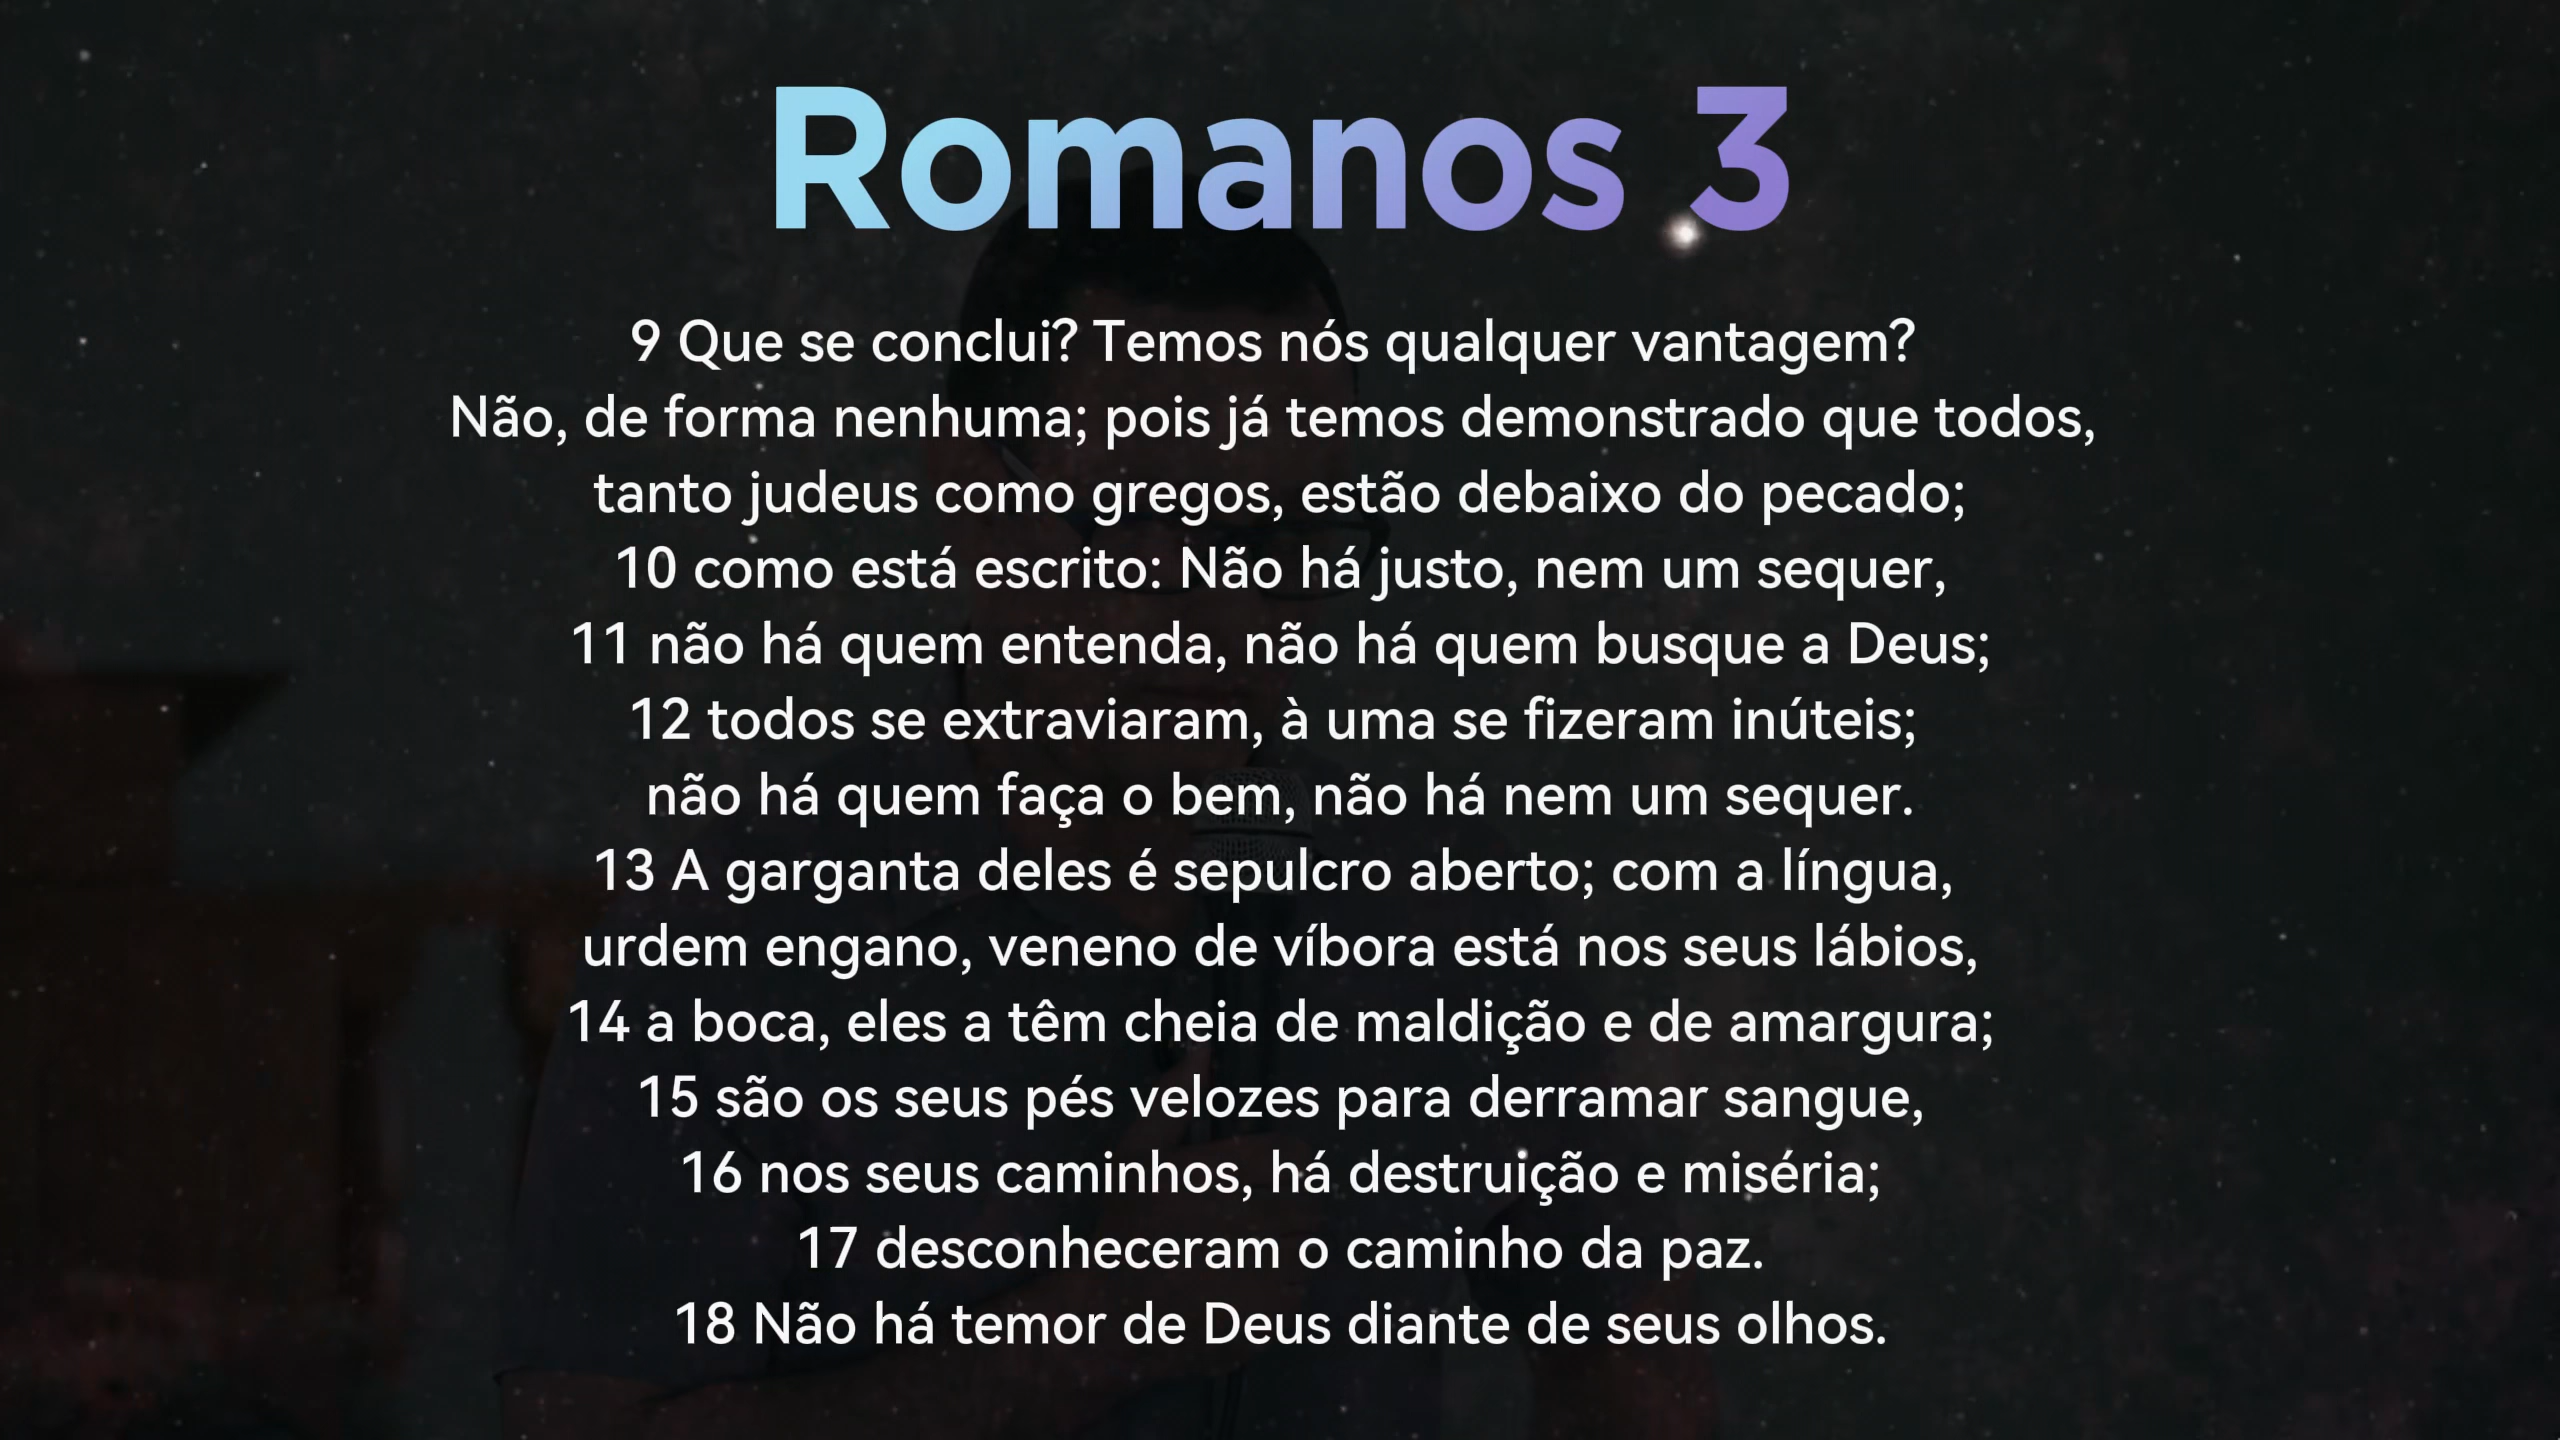 Romanos 3
9 Que se conclui? Temos nós qualquer vantagem?
Não, de forma nenhuma; pois já temos demonstrado que todos,
tanto judeus como gregos, estão debaixo do pecado;
10 como está escrito: Não há justo, nem um sequer,
11 não há quem entenda, não há quem busque a Deus;
12 todos se extraviaram, à uma se fizeram inúteis;
não há quem faça o bem, não há nem um sequer.
13 A garganta deles é sepulcro aberto; com a língua,
urdem engano, veneno de víbora está nos seus lábios,
14 a boca, eles a têm cheia de maldição e de amargura;
15 são os seus pés velozes para derramar sangue,
16 nos seus caminhos, há destruição e miséria;
17 desconheceram o caminho da paz.
18 Não há temor de Deus diante de seus olhos.